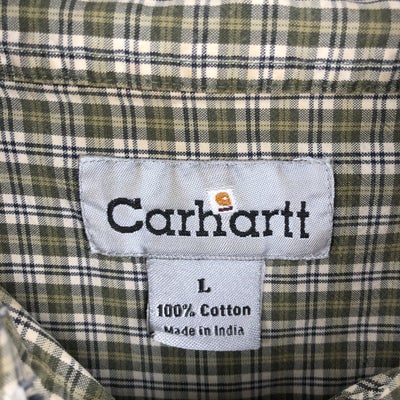 Carhartt
L
100% Cotton
Made in India